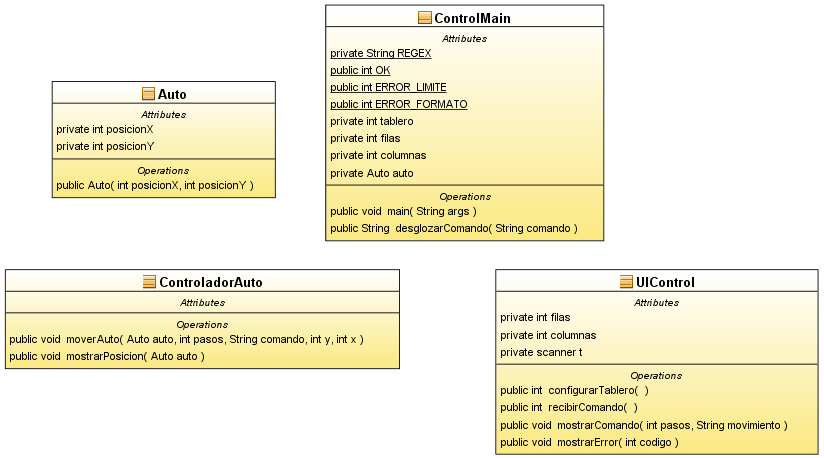 ControlMain
Attributes
private String REGEX
public int OK
public int ERROR_LIMITE
public int ERROR_FORMATO
private int tablero
private int filas
private int columnas
private Auto auto
Operations
public void main( String args )
public String desglozarComando( String comando )
Auto
Attributes
private int posicionX
private int posicionY
Operations
public Auto( int posicionX, int posicionY )
ControladorAuto
Attributes
Operations
public void moverAuto( Auto auto, int pasos, String comando, int y, int x )
public void mostrarPosicion( Auto auto )
UIControl
Attributes
private int filas
private int columnas
private scanner t
Operations
public int configurarTablero( )
public int recibirComando( )
public void mostrarComando( int pasos, String movimiento )
public void mostrarError( int codigo )